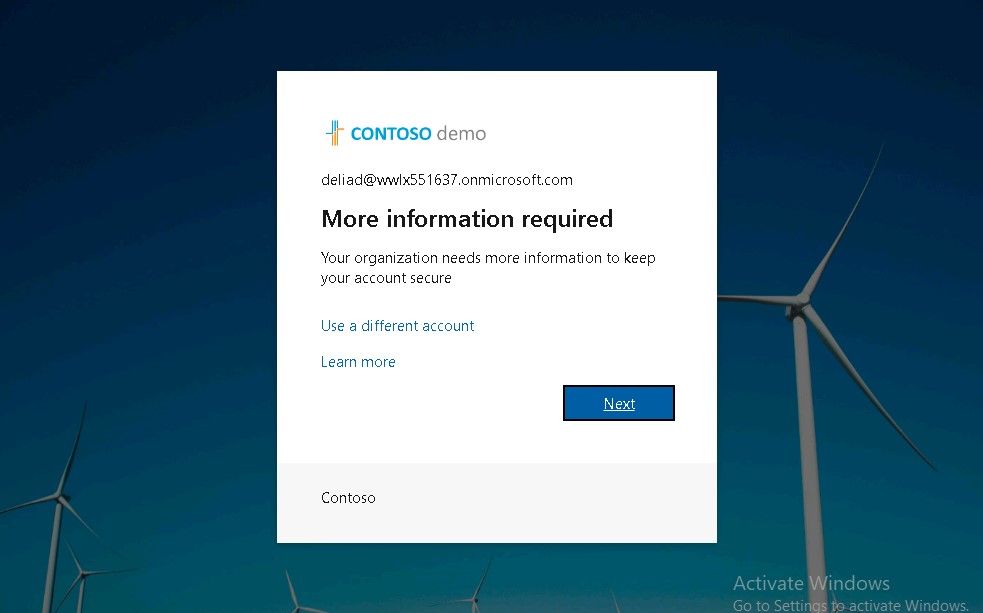 CONTOSO demo
deliad@wwlx551637.onmicrosoft.com
More information required
Your organization needs more information to keep
your account secure
Use a different account
Learn more
Next
Contoso
Activate Windows
Go to Settings to activate Windows.